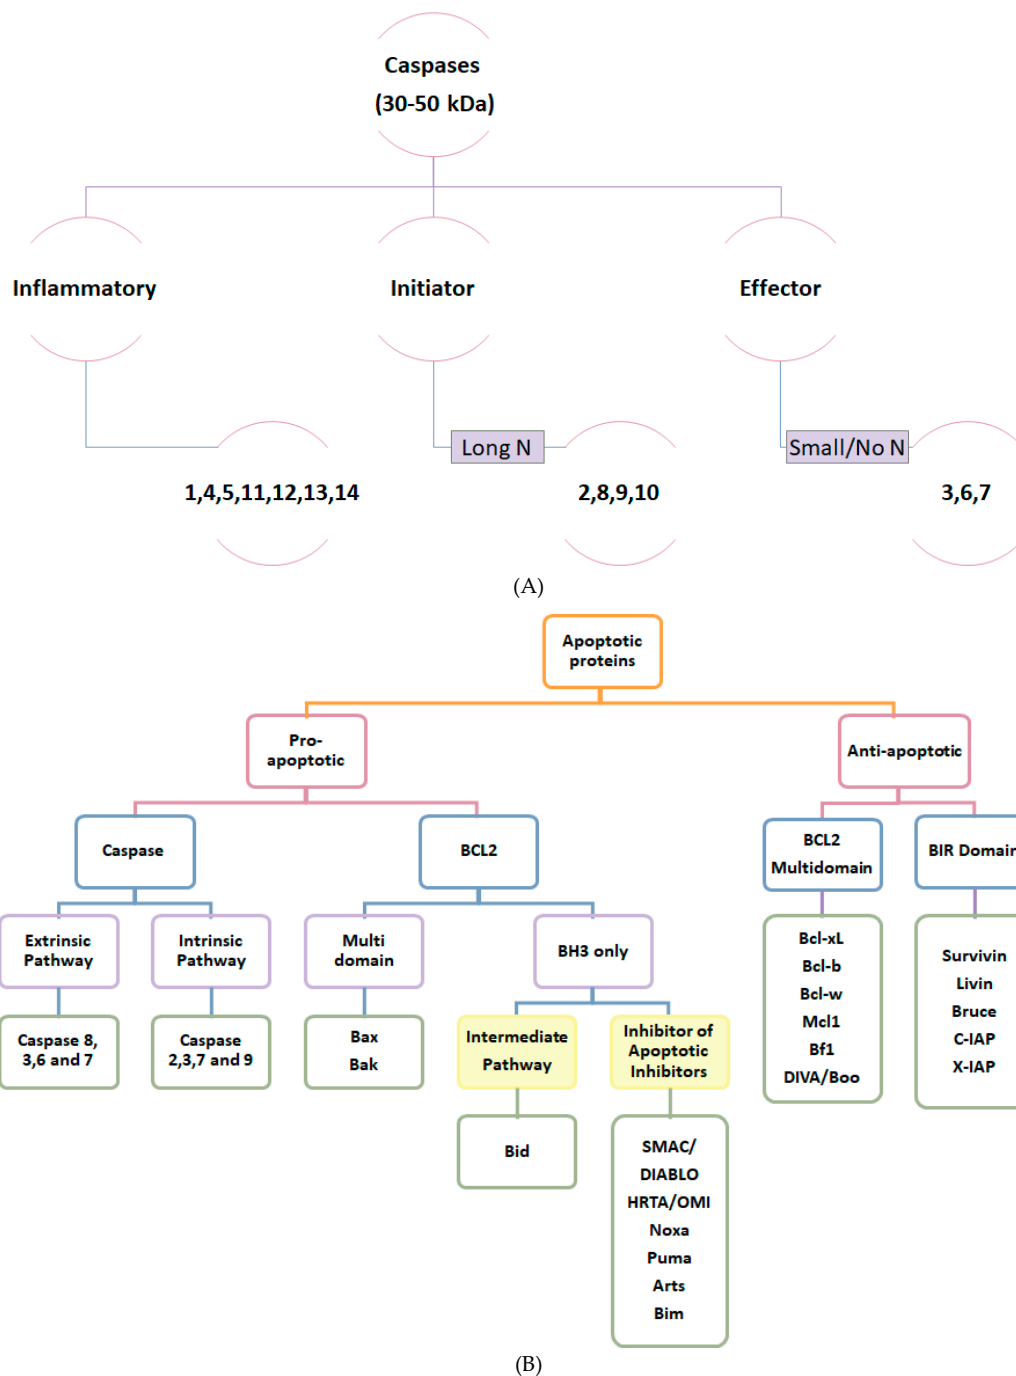 Caspases
(30-50 kDa)
Inflammatory
Initiator
Effector
Long N
Small/No N
1,4,5,11,12,13,14
2,8,9,10
3,6,7
(A)
Apoptotic
proteins
Pro-
apoptotic
Anti-apoptotic
Caspase
BCL2
BCL2
Multidomain
BIR Domain
Extrinsic
Pathway
Intrinsic
Pathway
Multi
domain
BH3 only
Caspase 8,
3,6 and 7
Caspase
2,3,7 and 9
Bax
Bak
Intermediate
Pathway
Inhibitor of
Apoptotic
Inhibitors
Bid
SMAC/
DIABLO
HRTA/OMI
Noxa
Puma
Arts
Bim
Bcl-xL
Bcl-b
Bcl-w
Mcl1
Bf1
DIVA/Boo
Survivin
Livin
Bruce
C-IAP
X-IAP
(B)